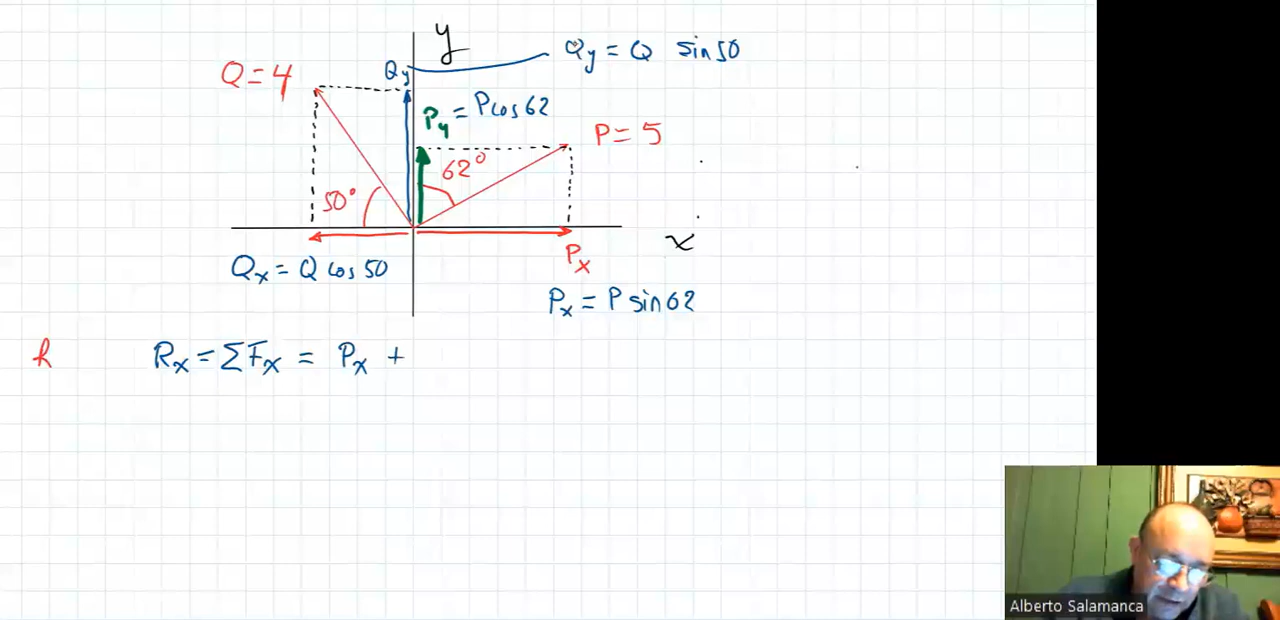 y
Qy = Q sin 50
Q = 4
Qy
Py = P cos 62
P = 5
62°
50°
x
Px
Qx = Q cos 50
Px = P sin 62
Rx = ΣFx = Px +
Alberto Salamanca